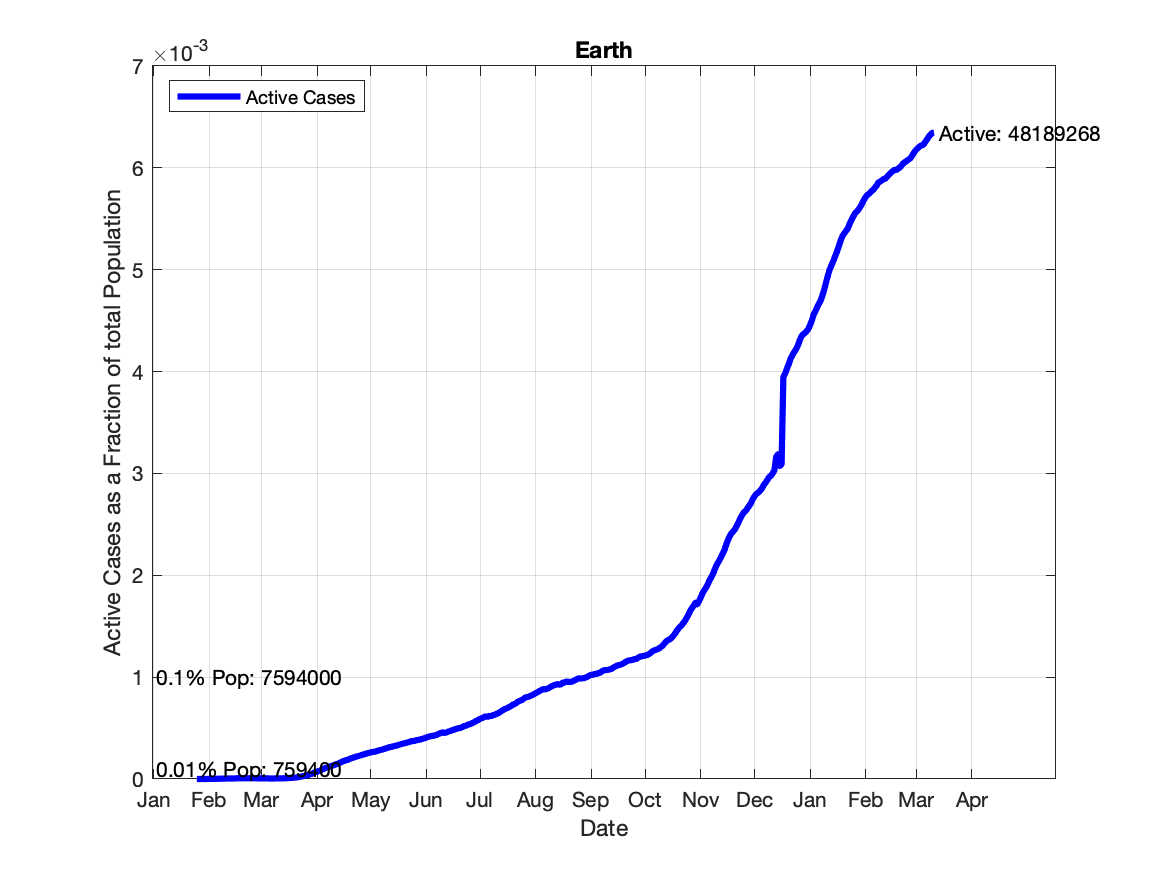 Earth
×10-3
7
Active Cases
Active: 48189268
6
5
4
3
2
1
0.1% Pop: 7594000
0.01% Pop: 759400
0
Jan Feb Mar Apr May Jun Jul Aug Sep Oct Nov Dec Jan Feb Mar Apr
Date
Active Cases as a Fraction of total Population